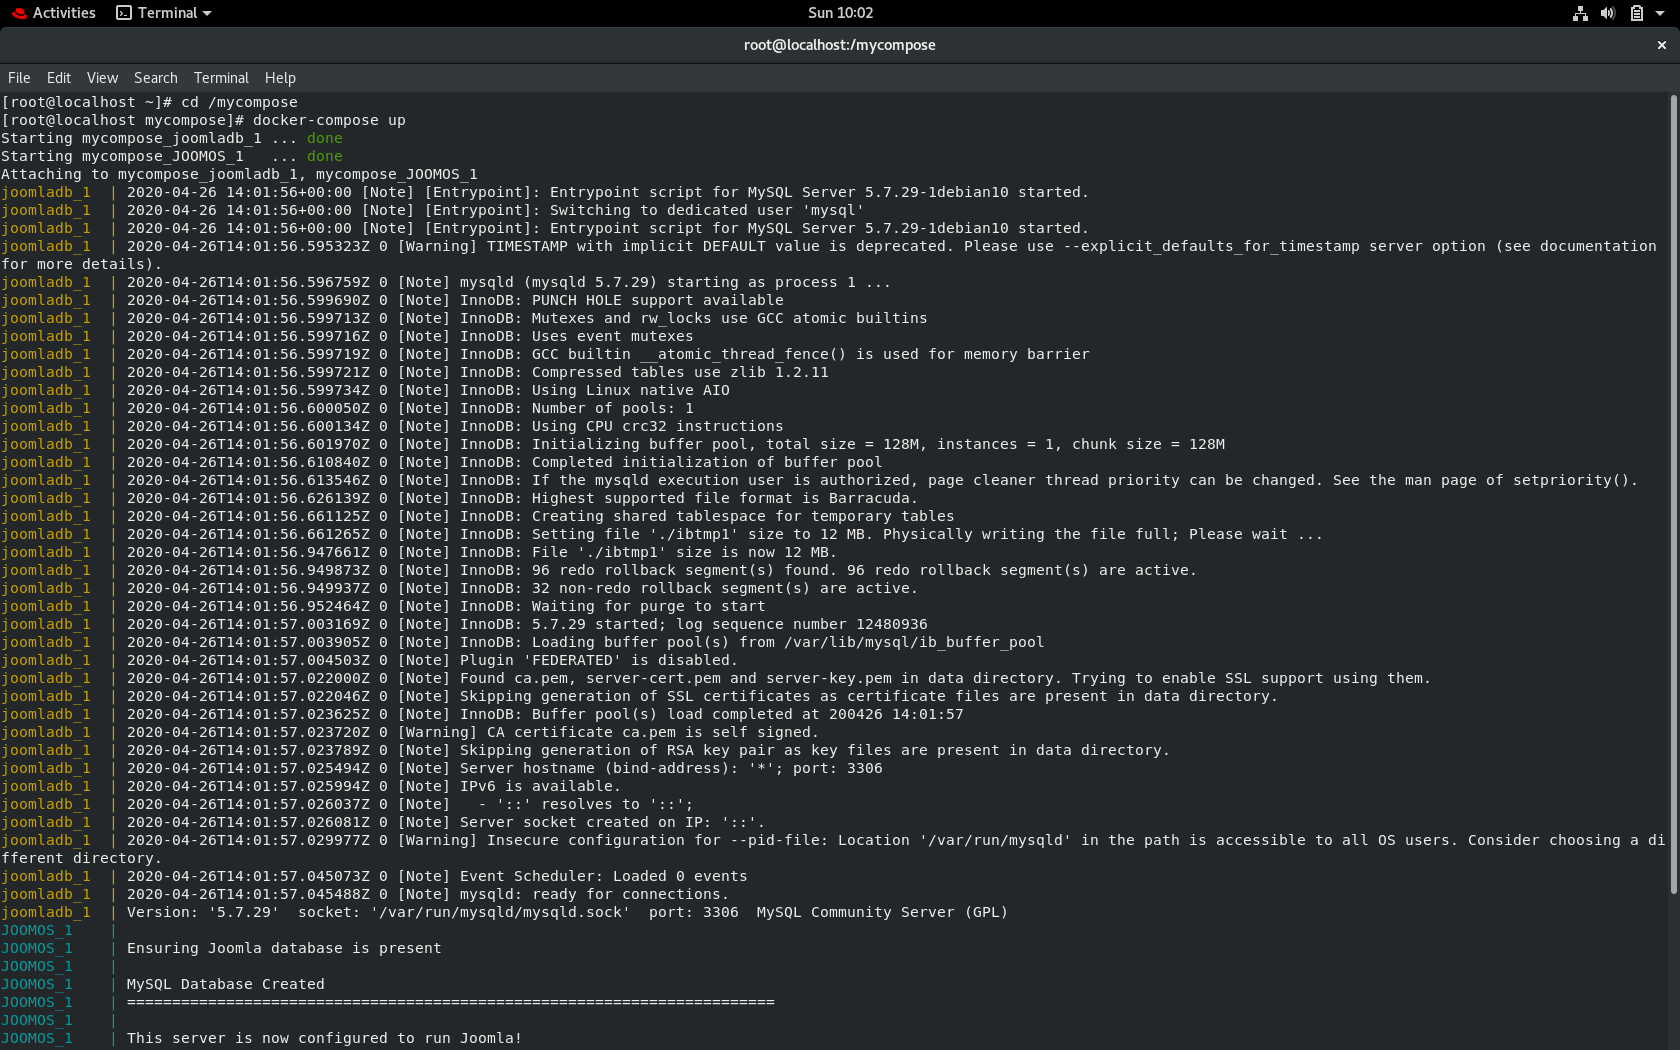 Activities Terminal Sun 10:02
root@localhost:/mycompose ×
File Edit View Search Terminal Help
[root@localhost ~]# cd /mycompose
[root@localhost mycompose]# docker-compose up
Starting mycompose_joomladb_1 ... done
Starting mycompose_JOOMOS_1   ... done
Attaching to mycompose_joomladb_1, mycompose_JOOMOS_1
joomladb_1  | 2020-04-26 14:01:56+00:00 [Note] [Entrypoint]: Entrypoint script for MySQL Server 5.7.29-1debian10 started.
joomladb_1  | 2020-04-26 14:01:56+00:00 [Note] [Entrypoint]: Switching to dedicated user 'mysql'
joomladb_1  | 2020-04-26 14:01:56+00:00 [Note] [Entrypoint]: Entrypoint script for MySQL Server 5.7.29-1debian10 started.
joomladb_1  | 2020-04-26T14:01:56.595323Z 0 [Warning] TIMESTAMP with implicit DEFAULT value is deprecated. Please use --explicit_defaults_for_timestamp server option (see documentation
for more details).
joomladb_1  | 2020-04-26T14:01:56.596759Z 0 [Note] mysqld (mysqld 5.7.29) starting as process 1 ...
joomladb_1  | 2020-04-26T14:01:56.599690Z 0 [Note] InnoDB: PUNCH HOLE support available
joomladb_1  | 2020-04-26T14:01:56.599713Z 0 [Note] InnoDB: Mutexes and rw_locks use GCC atomic builtins
joomladb_1  | 2020-04-26T14:01:56.599716Z 0 [Note] InnoDB: Uses event mutexes
joomladb_1  | 2020-04-26T14:01:56.599719Z 0 [Note] InnoDB: GCC builtin __atomic_thread_fence() is used for memory barrier
joomladb_1  | 2020-04-26T14:01:56.599721Z 0 [Note] InnoDB: Compressed tables use zlib 1.2.11
joomladb_1  | 2020-04-26T14:01:56.599734Z 0 [Note] InnoDB: Using Linux native AIO
joomladb_1  | 2020-04-26T14:01:56.600050Z 0 [Note] InnoDB: Number of pools: 1
joomladb_1  | 2020-04-26T14:01:56.600134Z 0 [Note] InnoDB: Using CPU crc32 instructions
joomladb_1  | 2020-04-26T14:01:56.601970Z 0 [Note] InnoDB: Initializing buffer pool, total size = 128M, instances = 1, chunk size = 128M
joomladb_1  | 2020-04-26T14:01:56.610840Z 0 [Note] InnoDB: Completed initialization of buffer pool
joomladb_1  | 2020-04-26T14:01:56.613546Z 0 [Note] InnoDB: If the mysqld execution user is authorized, page cleaner thread priority can be changed. See the man page of setpriority().
joomladb_1  | 2020-04-26T14:01:56.626139Z 0 [Note] InnoDB: Highest supported file format is Barracuda.
joomladb_1  | 2020-04-26T14:01:56.661125Z 0 [Note] InnoDB: Creating shared tablespace for temporary tables
joomladb_1  | 2020-04-26T14:01:56.661265Z 0 [Note] InnoDB: Setting file './ibtmp1' size to 12 MB. Physically writing the file full; Please wait ...
joomladb_1  | 2020-04-26T14:01:56.947661Z 0 [Note] InnoDB: File './ibtmp1' size is now 12 MB.
joomladb_1  | 2020-04-26T14:01:56.949873Z 0 [Note] InnoDB: 96 redo rollback segment(s) found. 96 redo rollback segment(s) are active.
joomladb_1  | 2020-04-26T14:01:56.949937Z 0 [Note] InnoDB: 32 non-redo rollback segment(s) are active.
joomladb_1  | 2020-04-26T14:01:56.952464Z 0 [Note] InnoDB: Waiting for purge to start
joomladb_1  | 2020-04-26T14:01:57.003169Z 0 [Note] InnoDB: 5.7.29 started; log sequence number 12480936
joomladb_1  | 2020-04-26T14:01:57.003905Z 0 [Note] InnoDB: Loading buffer pool(s) from /var/lib/mysql/ib_buffer_pool
joomladb_1  | 2020-04-26T14:01:57.004503Z 0 [Note] Plugin 'FEDERATED' is disabled.
joomladb_1  | 2020-04-26T14:01:57.022000Z 0 [Note] Found ca.pem, server-cert.pem and server-key.pem in data directory. Trying to enable SSL support using them.
joomladb_1  | 2020-04-26T14:01:57.022046Z 0 [Note] Skipping generation of SSL certificates as certificate files are present in data directory.
joomladb_1  | 2020-04-26T14:01:57.023625Z 0 [Note] InnoDB: Buffer pool(s) load completed at 200426 14:01:57
joomladb_1  | 2020-04-26T14:01:57.023720Z 0 [Warning] CA certificate ca.pem is self signed.
joomladb_1  | 2020-04-26T14:01:57.023789Z 0 [Note] Skipping generation of RSA key pair as key files are present in data directory.
joomladb_1  | 2020-04-26T14:01:57.025494Z 0 [Note] Server hostname (bind-address): '*'; port: 3306
joomladb_1  | 2020-04-26T14:01:57.025994Z 0 [Note] IPv6 is available.
joomladb_1  | 2020-04-26T14:01:57.026037Z 0 [Note]   - '::' resolves to '::';
joomladb_1  | 2020-04-26T14:01:57.026081Z 0 [Note] Server socket created on IP: '::'.
joomladb_1  | 2020-04-26T14:01:57.029977Z 0 [Warning] Insecure configuration for --pid-file: Location '/var/run/mysqld' in the path is accessible to all OS users. Consider choosing a di
fferent directory.
joomladb_1  | 2020-04-26T14:01:57.045073Z 0 [Note] Event Scheduler: Loaded 0 events
joomladb_1  | 2020-04-26T14:01:57.045488Z 0 [Note] mysqld: ready for connections.
joomladb_1  | Version: '5.7.29'  socket: '/var/run/mysqld/mysqld.sock'  port: 3306  MySQL Community Server (GPL)
JOOMOS_1    |
JOOMOS_1    | Ensuring Joomla database is present
JOOMOS_1    |
JOOMOS_1    | MySQL Database Created
JOOMOS_1    | ========================================================================
JOOMOS_1    |
JOOMOS_1    | This server is now configured to run Joomla!